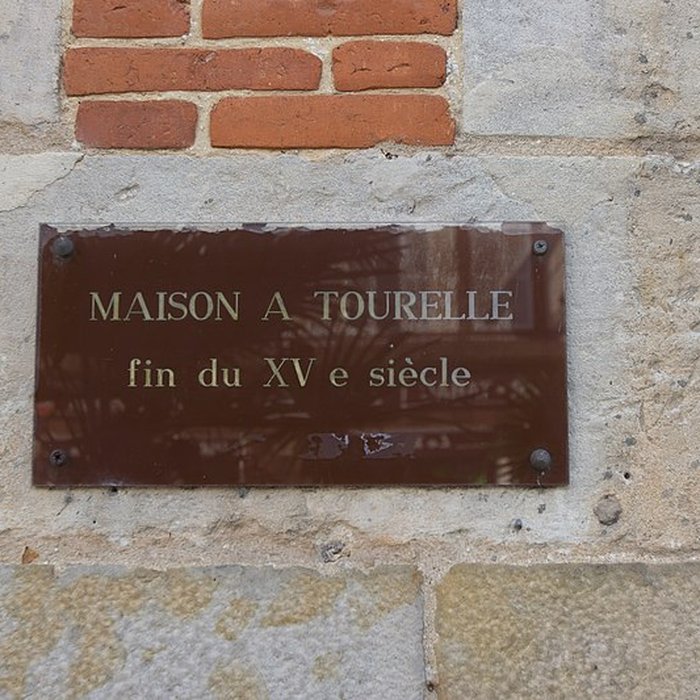 MAISON A TOURELLE
fin du XV e siècle